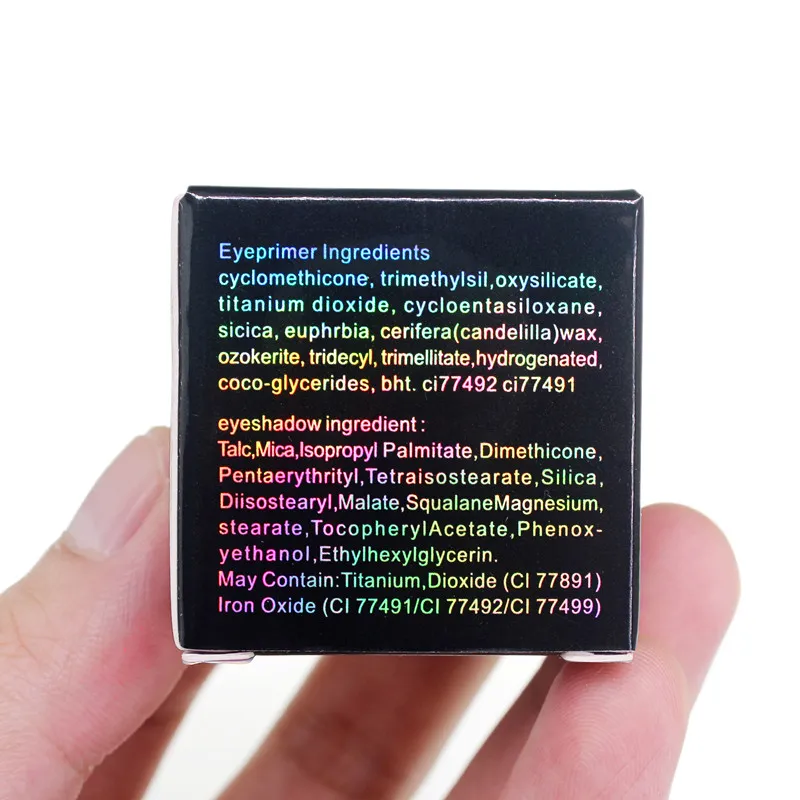 Eyeprimer Ingredients
cyclomethicone, trimethylsil,oxysilicate,
titanium dioxide, cycloentasiloxane,
sicica, euphrbia, cerifera(candelilla)wax,
ozokerite, tridecyl, trimellitate,hydrogenated,
coco-glycerides, bht. ci77492 ci77491
eyeshadow ingredient :
Talc,Mica,Isopropyl Palmitate,Dimethicone,
Pentaerythrityl,Tetraisostearate,Silica,
Diisostearyl,Malate,SqualaneMagnesium,
stearate,TocopherylAcetate,Phenox-
yethanol,Ethylhexylglycerin.
May Contain:Titanium,Dioxide (CI 77891)
Iron Oxide (CI 77491/CI 77492/CI 77499)